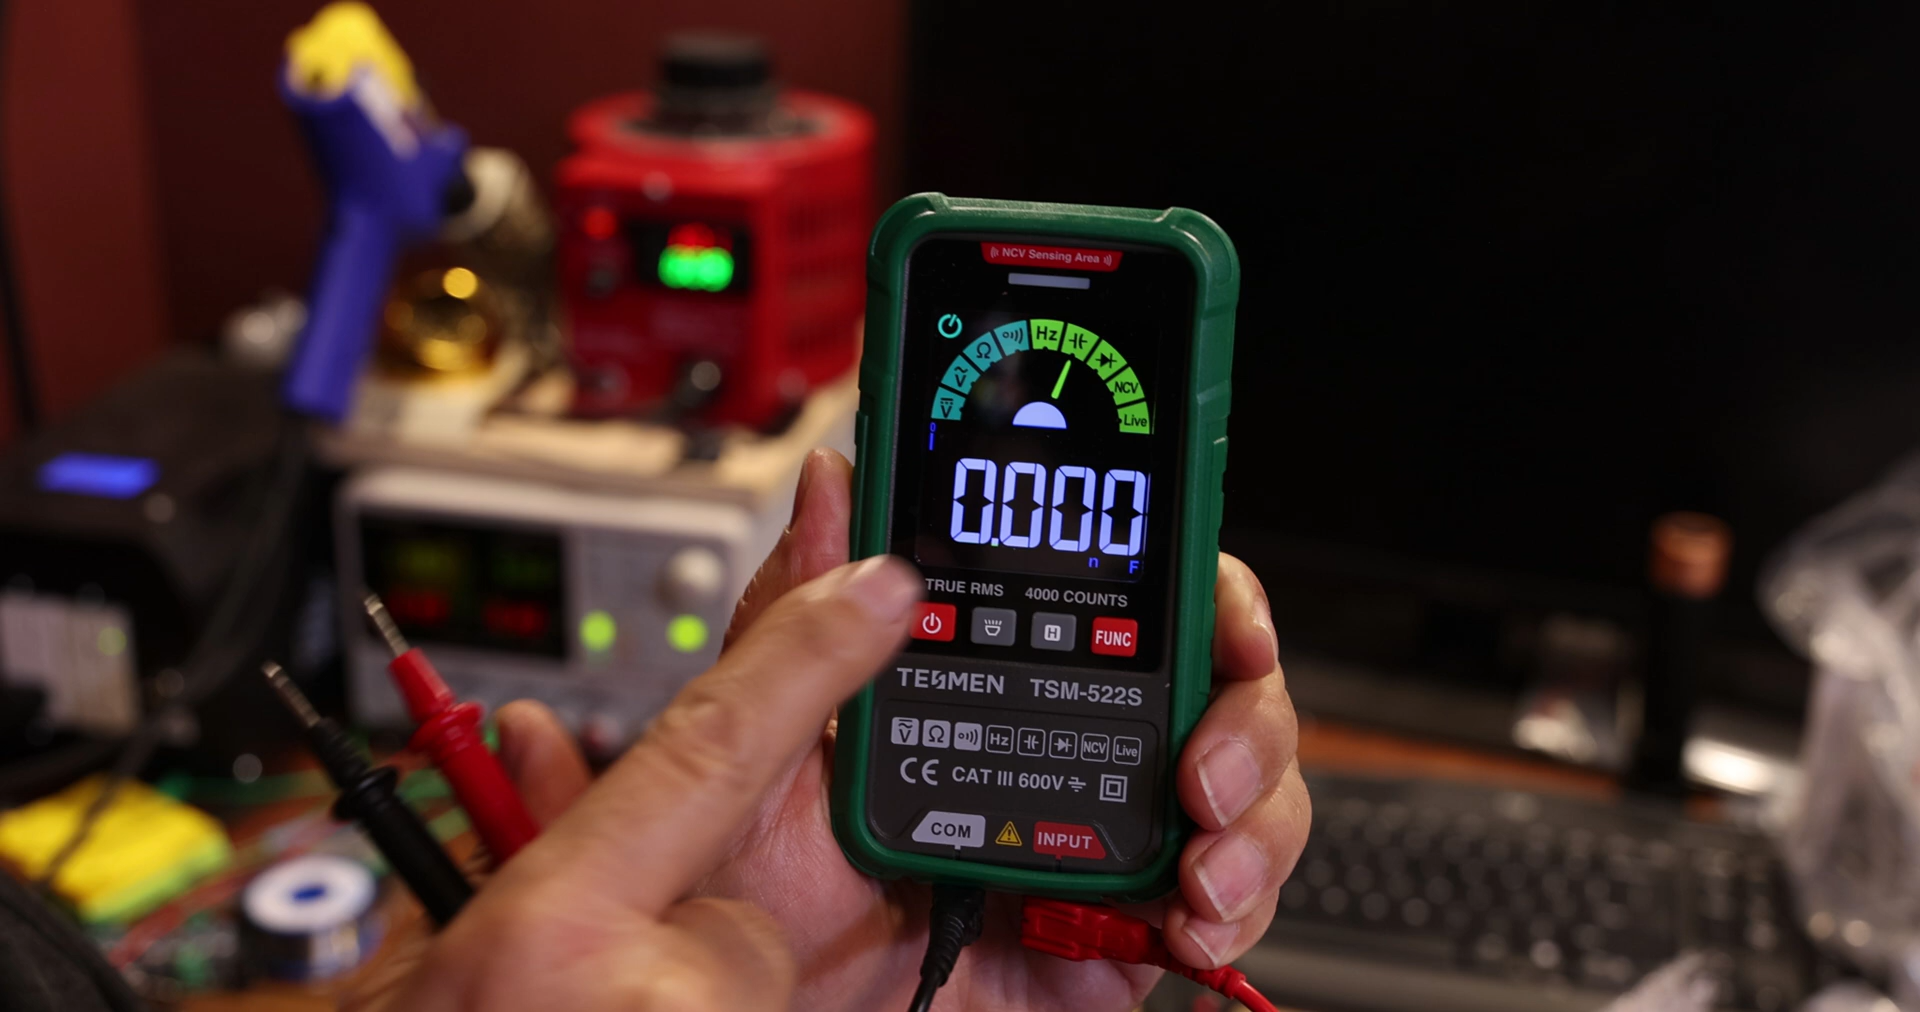 NCV Sensing Area
Hz
NCV
Live
Ω
V
0
0.000
n F
TRUE RMS 4000 COUNTS
H FUNC
TESMEN TSM-522S
V Ω Hz NCV Live
CE CAT III 600V
COM INPUT